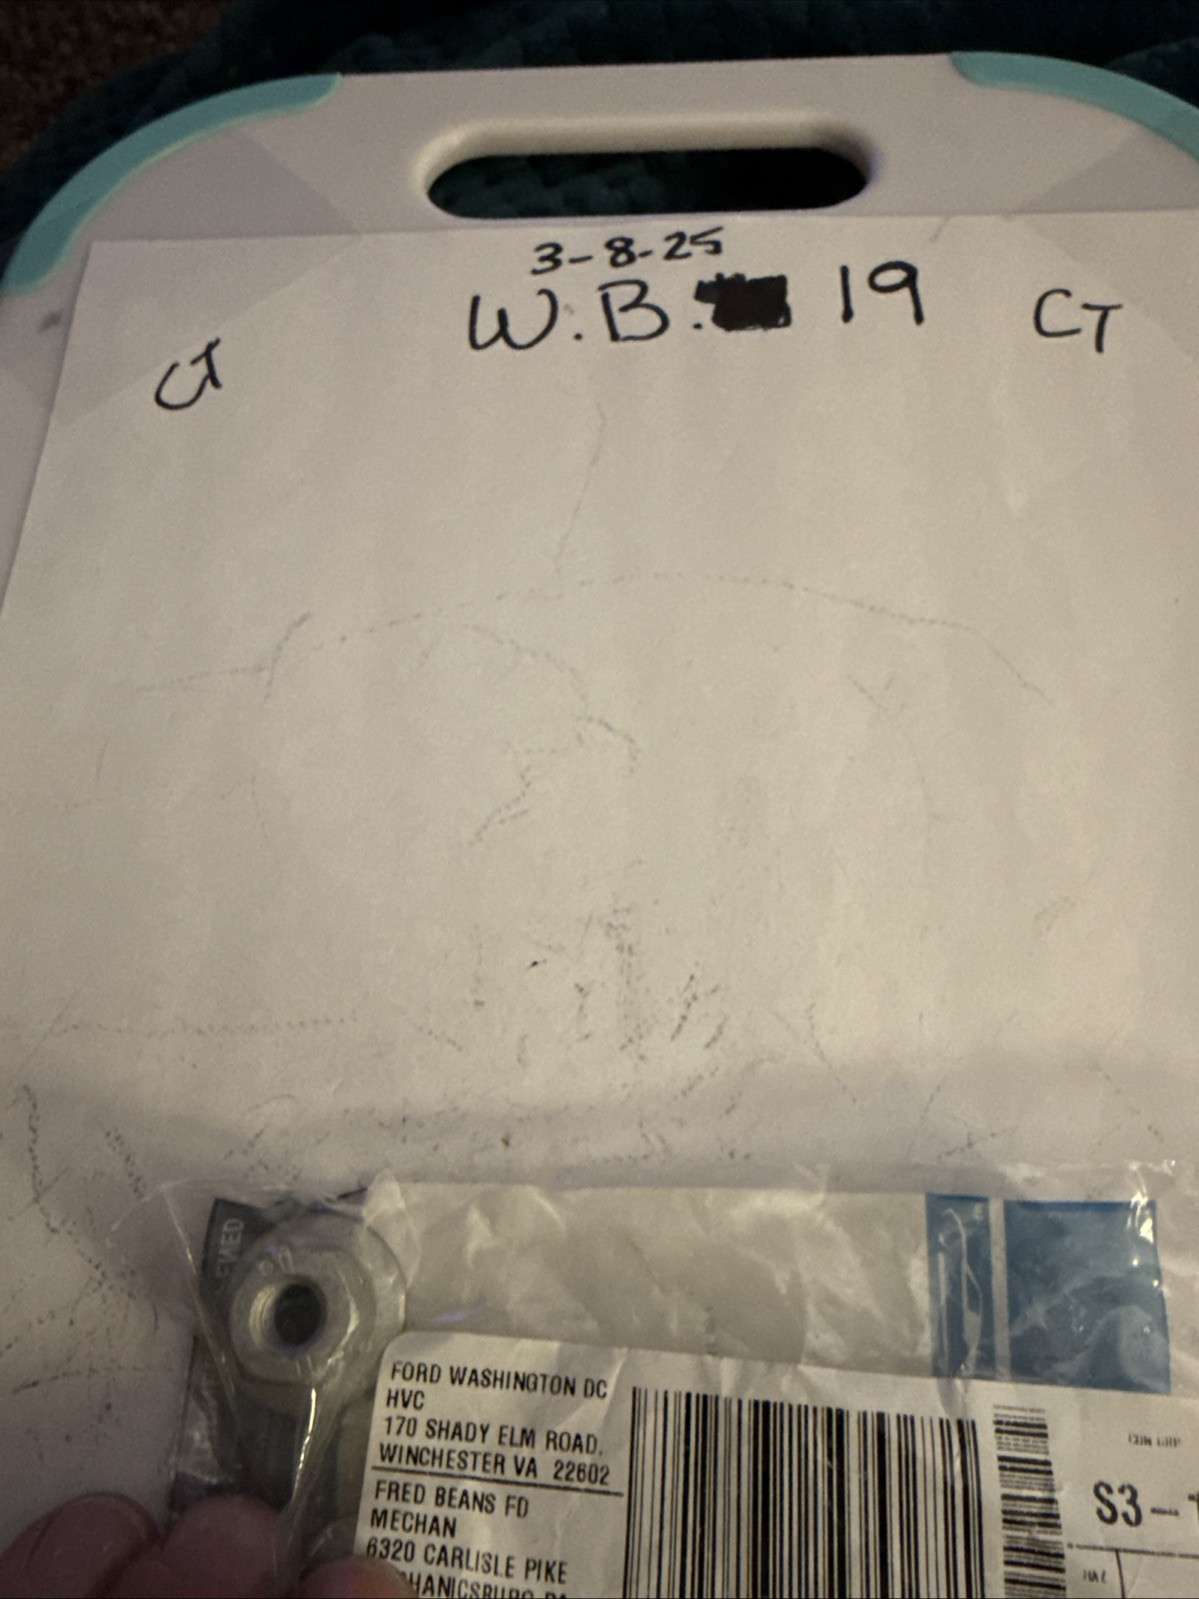 3-8-25
W.B. 19
CT
CT
FORD WASHINGTON DC
HVC
170 SHADY ELM ROAD.
WINCHESTER VA 22602
FRED BEANS FD
MECHAN
6320 CARLISLE PIKE
S3-